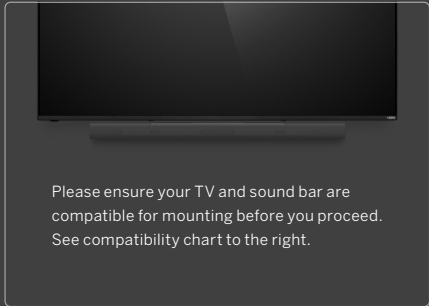 Please ensure your TV and sound bar are
compatible for mounting before you proceed.
See compatibility chart to the right.